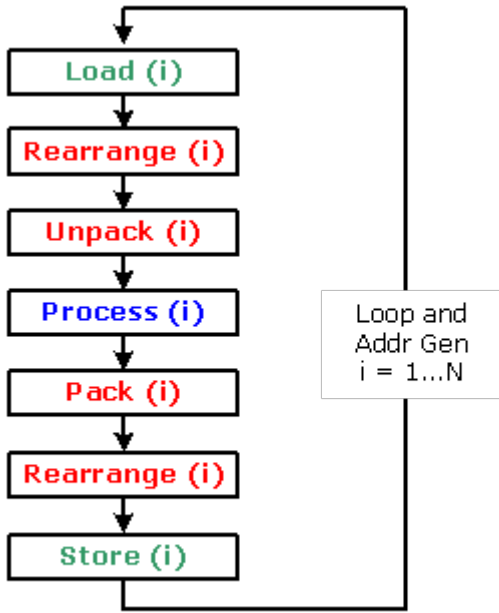 Load (i)
Rearrange (i)
Unpack (i)
Process (i)
Pack (i)
Rearrange (i)
Store (i)
Loop and
Addr Gen
i = 1...N